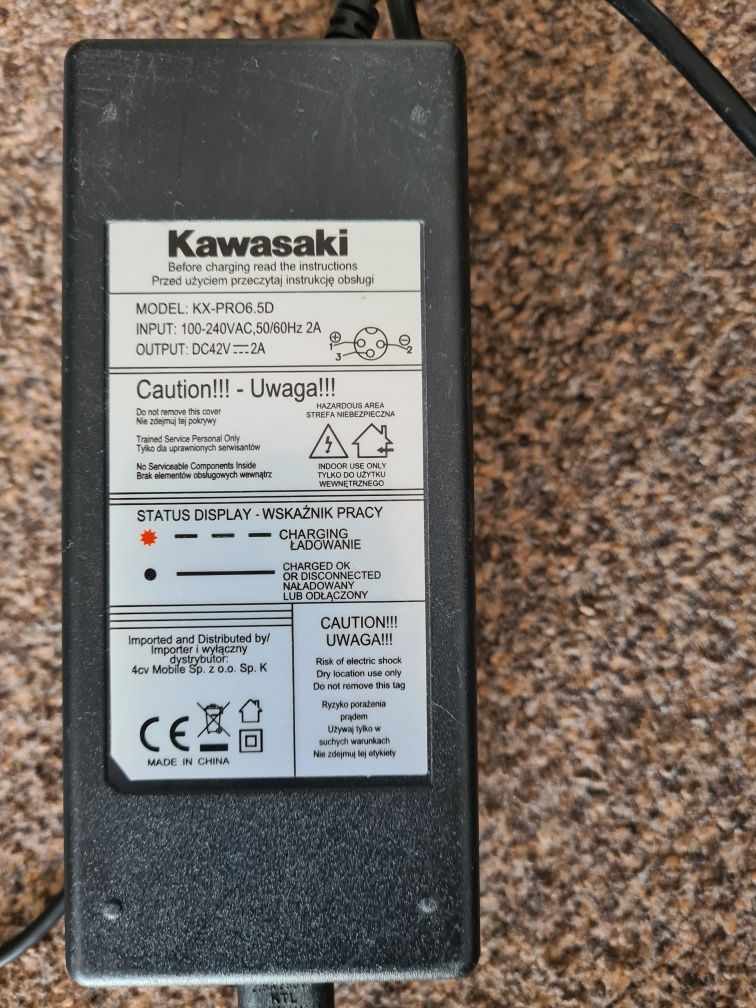 Kawasaki
Before charging read the instructions
Przed użyciem przeczytaj instrukcję obsługi
MODEL: KX-PRO6.5D
INPUT: 100-240VAC,50/60Hz 2A
OUTPUT: DC42V⎓2A
⊕ ⊖
1 2
3
Caution!!! - Uwaga!!!
Do not remove this cover
Nie zdejmuj tej pokrywy
Trained Service Personal Only
Tylko dla uprawnionych serwisantów
No Serviceable Components Inside
Brak elementów obsługowych wewnątrz
HAZARDOUS AREA
STREFA NIEBEZPIECZNA
INDOOR USE ONLY
TYLKO DO UŻYTKU
WEWNĘTRZNEGO
STATUS DISPLAY - WSKAŹNIK PRACY
CHARGING
ŁADOWANIE
CHARGED OK
OR DISCONNECTED
NAŁADOWANY
LUB ODŁĄCZONY
Imported and Distributed by/
Importer i wyłączny
dystrybutor:
4cv Mobile Sp. z o.o. Sp. K
CE
MADE IN CHINA
CAUTION!!!
UWAGA!!!
Risk of electric shock
Dry location use only
Do not remove this tag
Ryzyko porażenia
prądem
Używaj tylko w
suchych warunkach
Nie zdejmuj tej etykiety
KTL